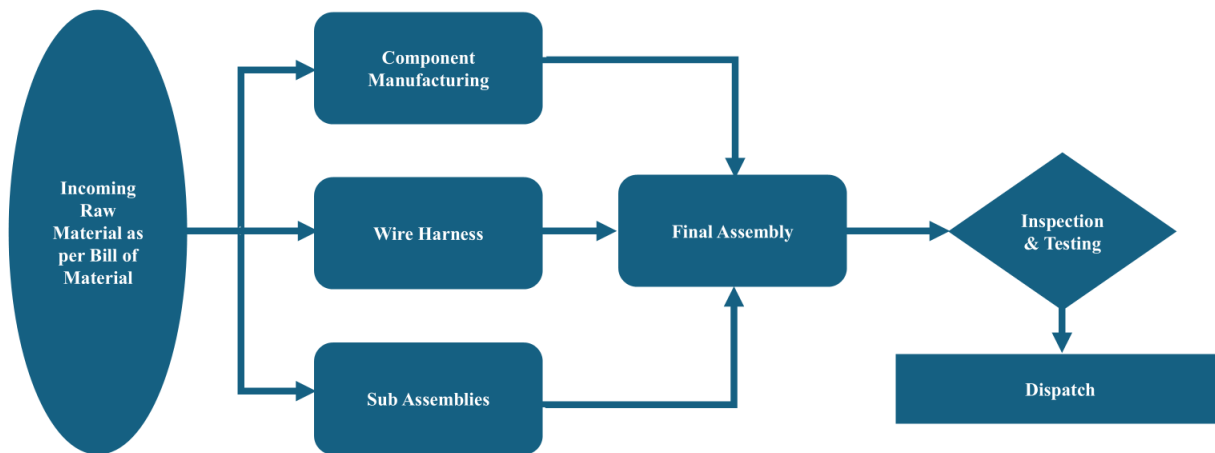 Incoming
Raw
Material as
per Bill of
Material
Component
Manufacturing
Wire Harness
Sub Assemblies
Final Assembly
Inspection
& Testing
Dispatch